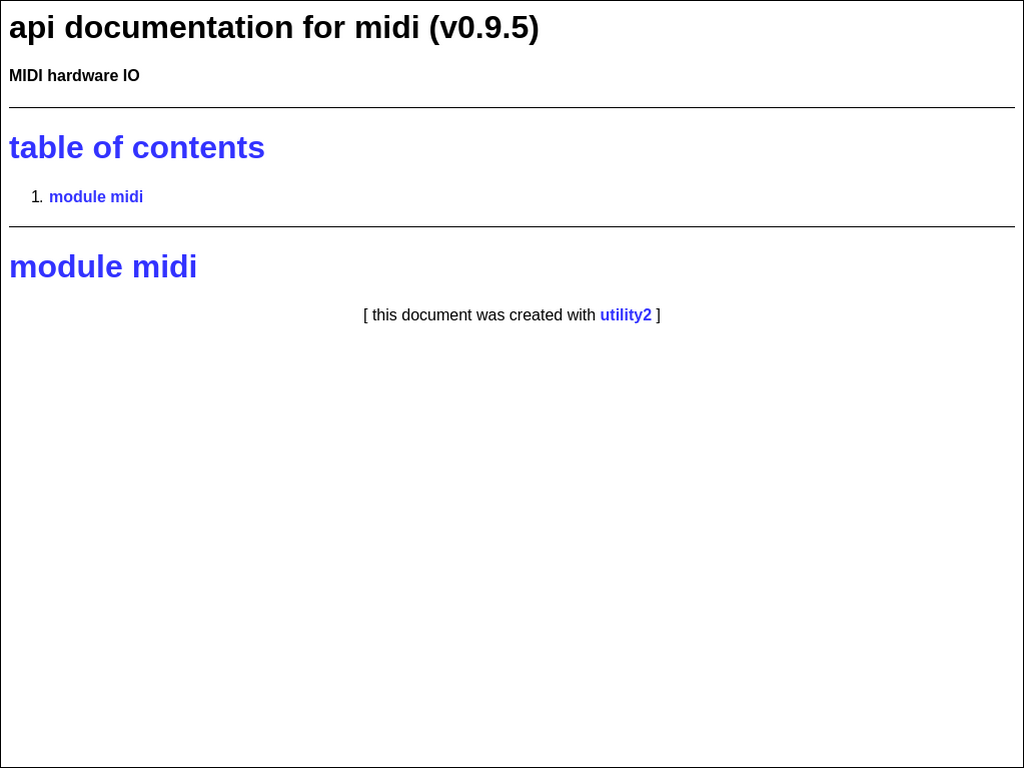 api documentation for midi (v0.9.5)
MIDI hardware IO
table of contents
1. module midi
module midi
[ this document was created with utility2 ]